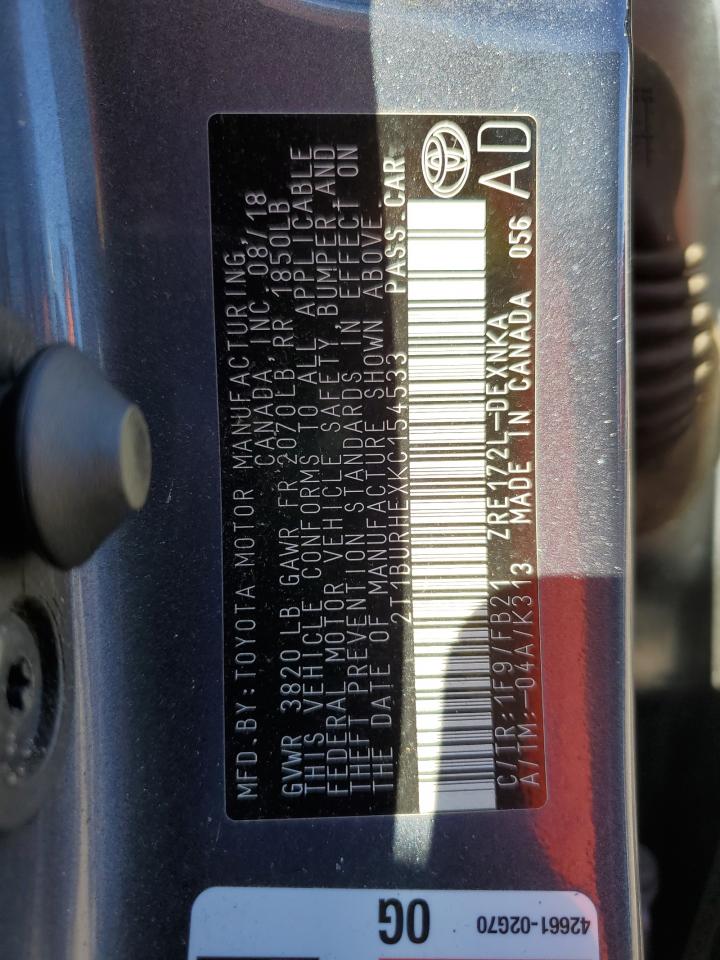 MFD.BY:TOYOTA MOTOR MANUFACTURING,
CANADA, INC. 08/18
GVWR 3820 LB GAWR FR 2070LB,RR 1850LB
THIS VEHICLE CONFORMS TO ALL APPLICABLE
FEDERAL MOTOR VEHICLE SAFETY,BUMPER,AND
THEFT PREVENTION STANDARDS IN EFFECT ON
THE DATE OF MANUFACTURE SHOWN ABOVE.
2T1BURHEXKC154533 PASS.CAR
C/TR:1F9/FB21 ZRE172L-DEXNKA
A/TM:-04A/K313 MADE IN CANADA 056 AD
0G
42661-02G70